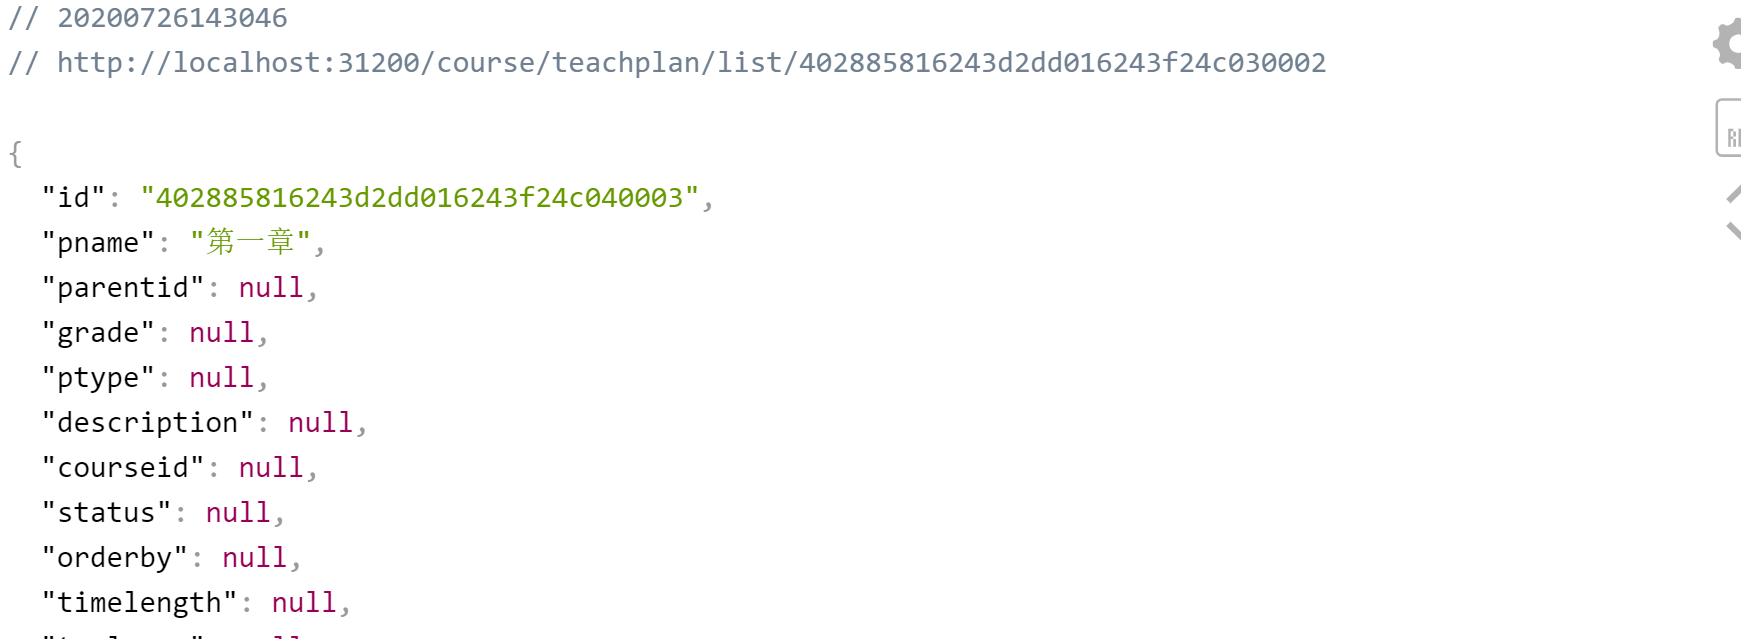 // 20200726143046
// http://localhost:31200/course/teachplan/list/402885816243d2dd016243f24c030002
{
"id": "402885816243d2dd016243f24c040003",
"pname": "第一章",
"parentid": null,
"grade": null,
"ptype": null,
"description": null,
"courseid": null,
"status": null,
"orderby": null,
"timelength": null,